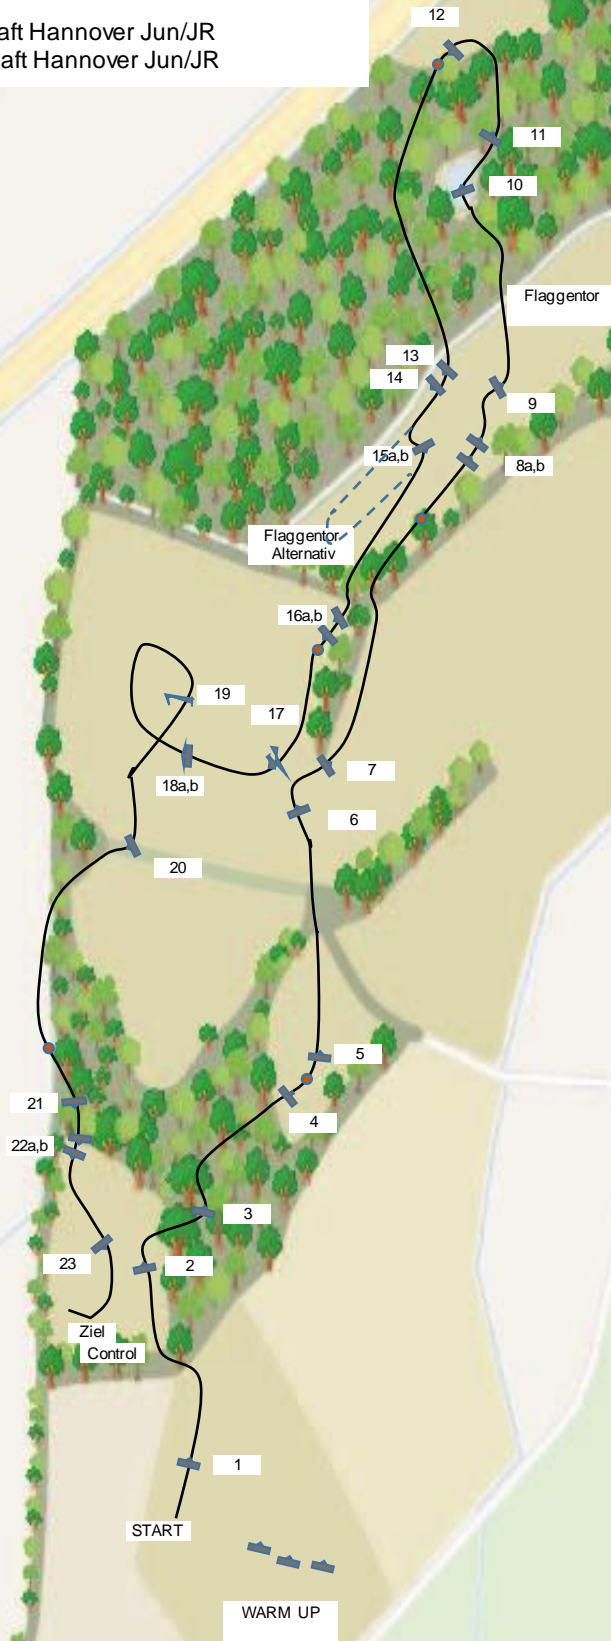 aft Hannover Jun/JR
aft Hannover Jun/JR
12
11
10
Flaggentor
13
14
9
15a,b
8a,b
Flaggentor
Alternativ
16a,b
19
17
7
18a,b
6
20
5
21
4
22a,b
3
23
2
Ziel
Control
1
START
WARM UP